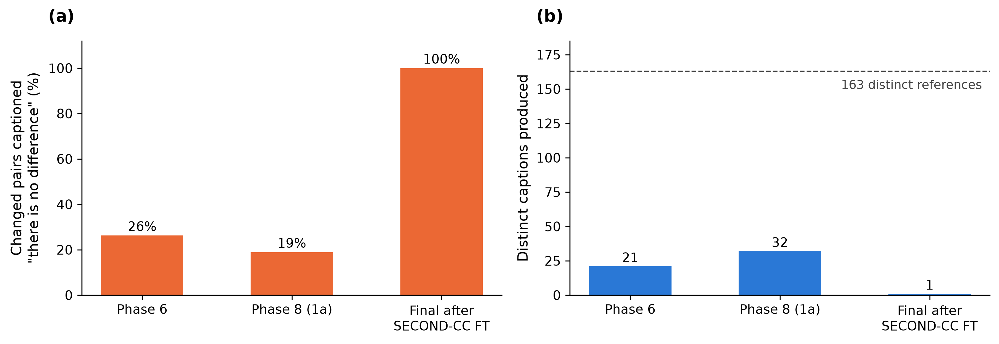 (a)
Changed pairs captioned
"there is no difference" (%)
100
80
60
40
20
0
26%
19%
100%
Phase 6
Phase 8 (1a)
Final after
SECOND-CC FT
(b)
Distinct captions produced
175
150
125
100
75
50
25
0
163 distinct references
21
32
1
Phase 6
Phase 8 (1a)
Final after
SECOND-CC FT